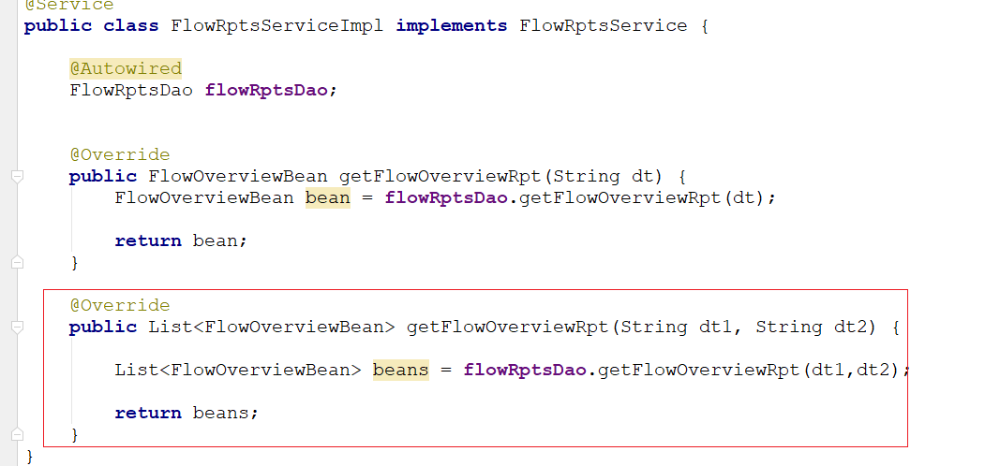 @Service
public class FlowRptsServiceImpl implements FlowRptsService {
@Autowired
FlowRptsDao flowRptsDao;
@Override
public FlowOverviewBean getFlowOverviewRpt(String dt) {
FlowOverviewBean bean = flowRptsDao.getFlowOverviewRpt(dt);
return bean;
}
@Override
public List<FlowOverviewBean> getFlowOverviewRpt(String dt1, String dt2) {
List<FlowOverviewBean> beans = flowRptsDao.getFlowOverviewRpt(dt1,dt2);
return beans;
}
}